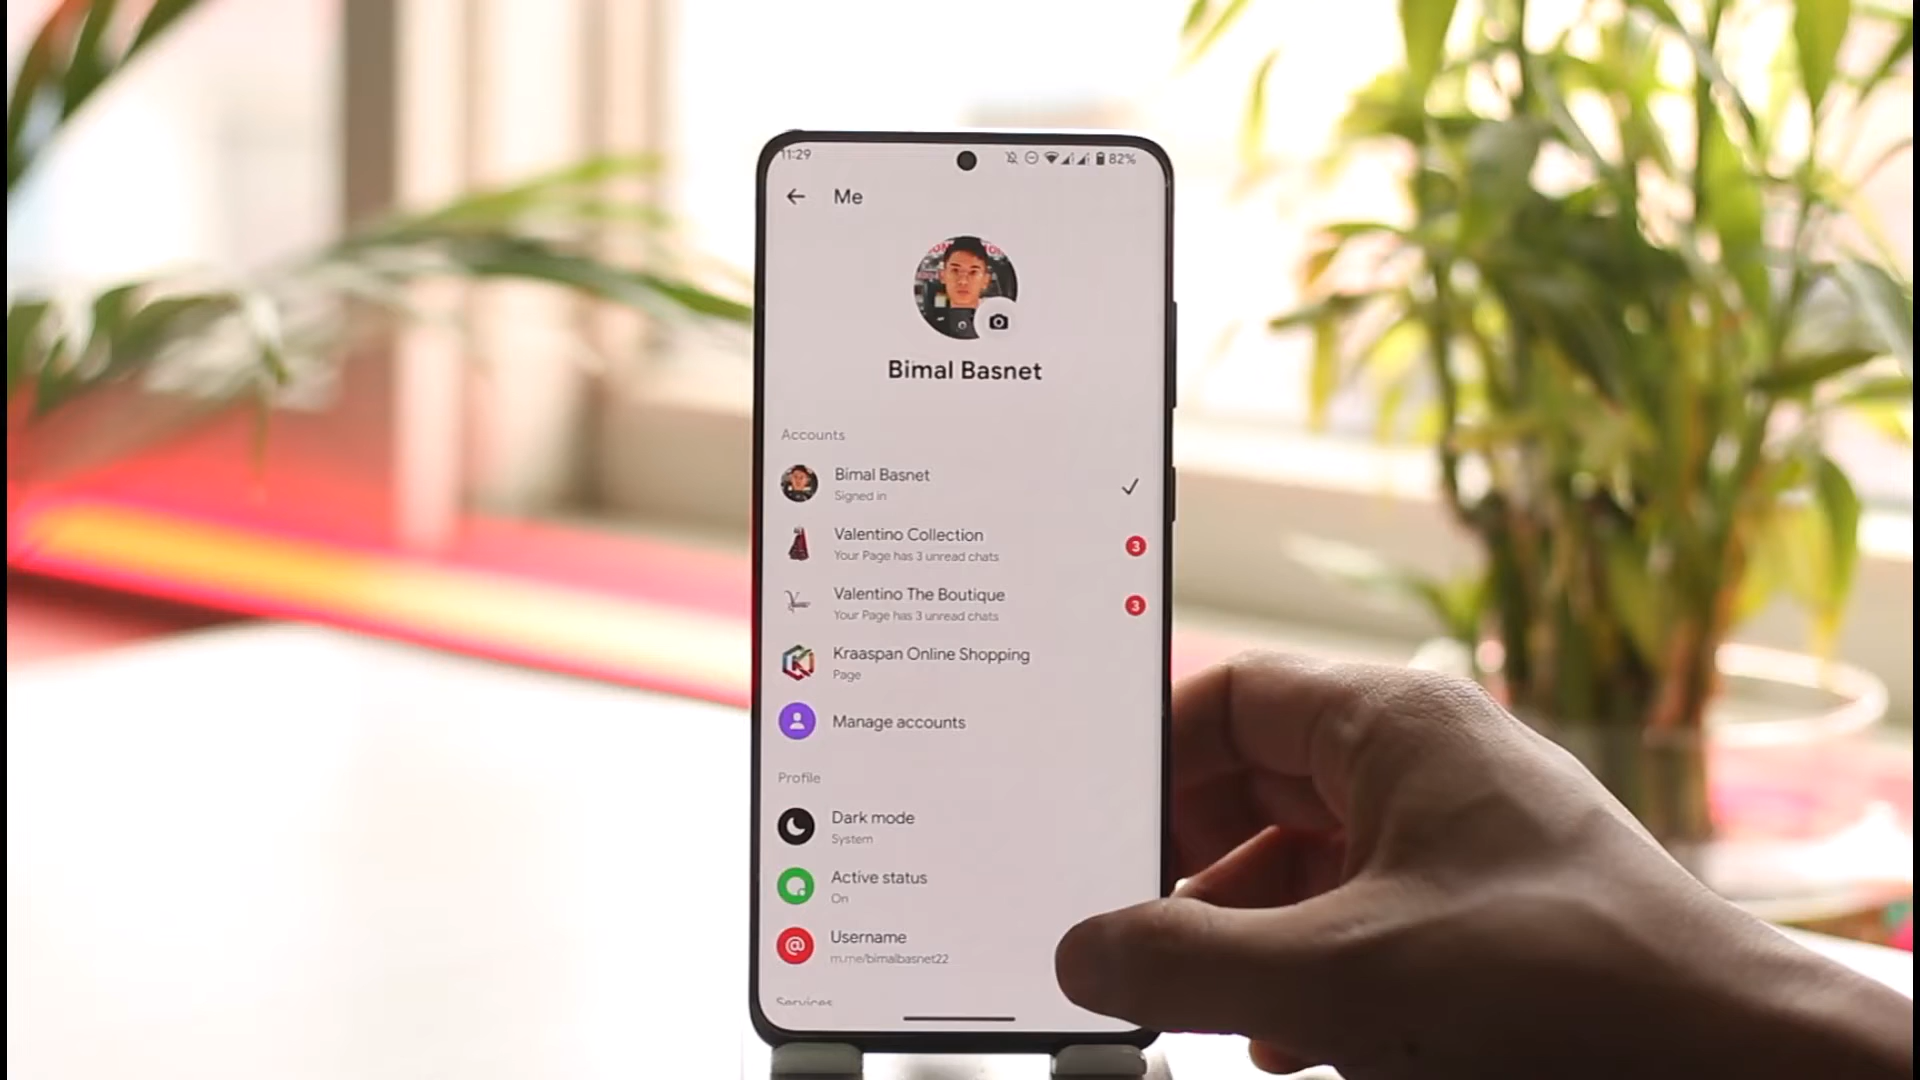 11:29
82%
Me
Bimal Basnet
Accounts
Bimal Basnet
Signed in
Valentino Collection
Your Page has 3 unread chats
3
Valentino The Boutique
Your Page has 3 unread chats
3
Kraaspan Online Shopping
Page
Manage accounts
Profile
Dark mode
System
Active status
On
Username
m.me/bimalbasnet22
Services